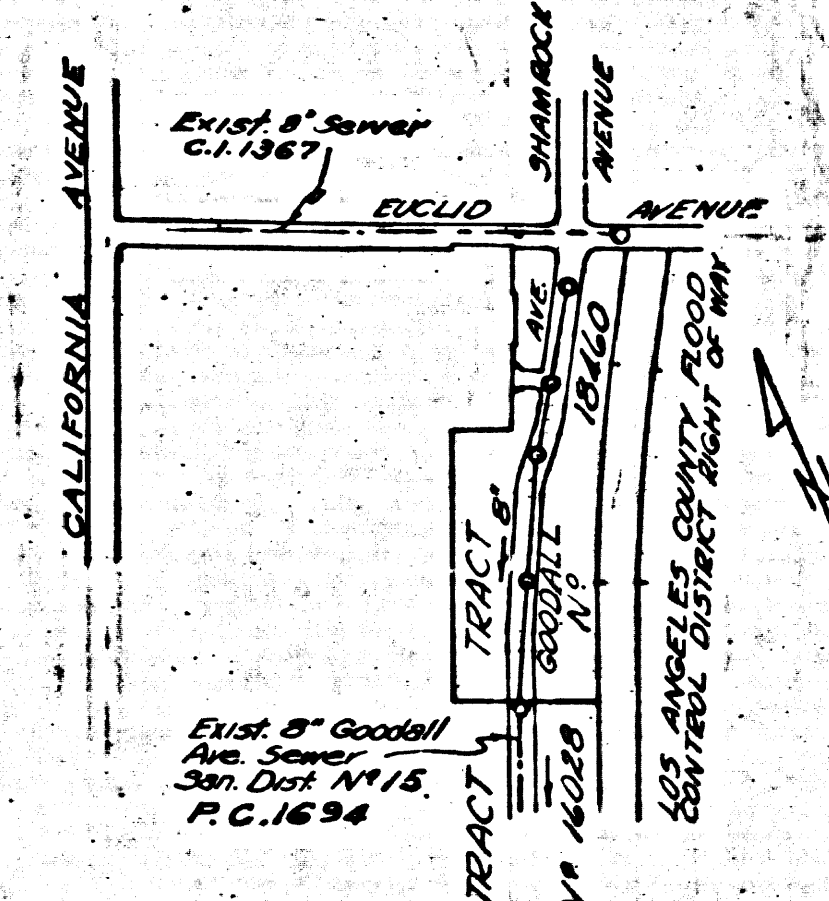 CALIFORNIA AVENUE
Exist. 8" Sewer
C.I. 1367
SHAMROCK
AVENUE
EUCLID AVENUE
AVE.
18460
TRACT
8"
GOODALL
Nº
LOS ANGELES COUNTY FLOOD
CONTROL DISTRICT RIGHT OF WAY
N
Exist. 8" Goodall
Ave. Sewer
San. Dist. Nº 15.
P.C. 1694
TRACT
Nº 16028